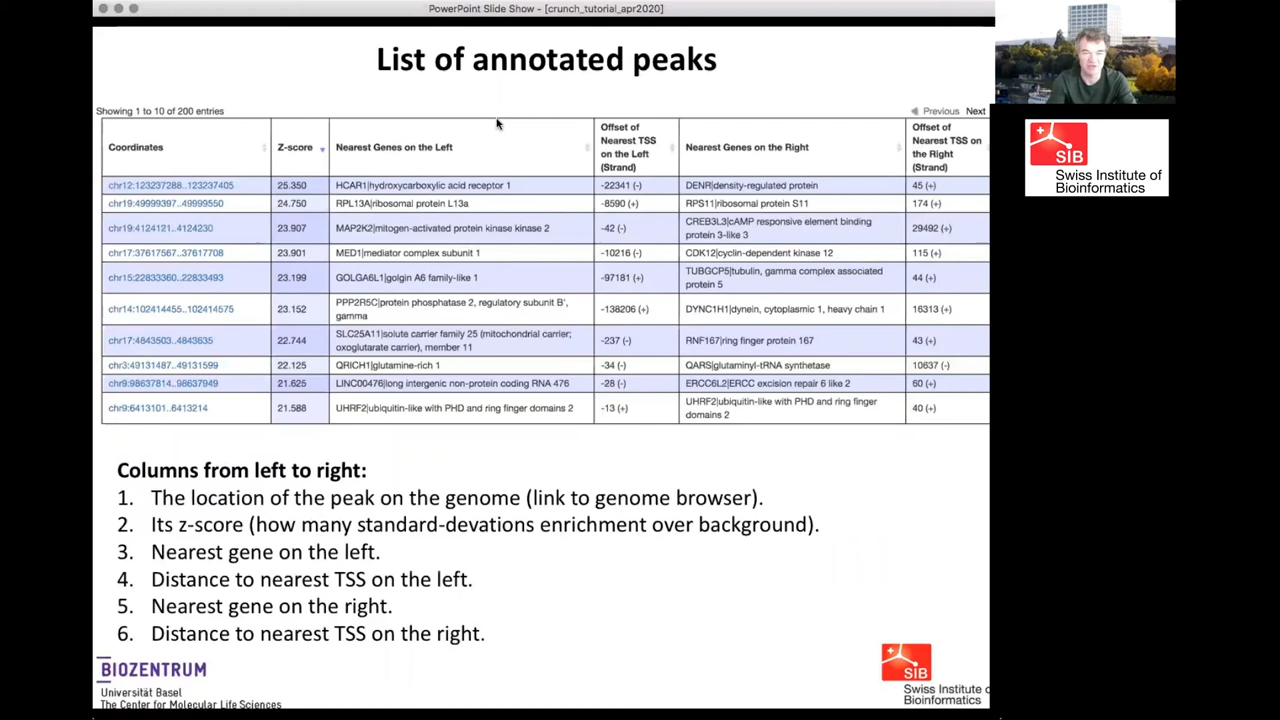 PowerPoint Slide Show - [crunch_tutorial_apr2020]
List of annotated peaks
Showing 1 to 10 of 200 entries
Previous Next
Coordinates Z-score Nearest Genes on the Left Offset of Nearest TSS on the Left (Strand) Nearest Genes on the Right Offset of Nearest TSS on the Right (Strand)
chr12:123237288..123237405 25.350 HCAR1|hydroxycarboxylic acid receptor 1 -22341 (-) DENR|density-regulated protein 45 (+)
chr19:49999397..49999550 24.750 RPL13A|ribosomal protein L13a -8590 (+) RPS11|ribosomal protein S11 174 (+)
chr19:4124121..4124230 23.907 MAP2K2|mitogen-activated protein kinase kinase 2 -42 (-) CREB3L3|cAMP responsive element binding protein 3-like 3 29492 (+)
chr17:37617567..37617708 23.901 MED1|mediator complex subunit 1 -10216 (-) CDK12|cyclin-dependent kinase 12 115 (+)
chr15:22833360..22833493 23.199 GOLGA6L1|golgin A6 family-like 1 -97181 (+) TUBGCP5|tubulin, gamma complex associated protein 5 44 (+)
chr14:102414455..102414575 23.152 PPP2R5C|protein phosphatase 2, regulatory subunit B', gamma -138206 (+) DYNC1H1|dynein, cytoplasmic 1, heavy chain 1 16313 (+)
chr17:4843503..4843635 22.744 SLC25A11|solute carrier family 25 (mitochondrial carrier; oxoglutarate carrier), member 11 -237 (-) RNF167|ring finger protein 167 43 (+)
chr3:49131487..49131599 22.125 QRICH1|glutamine-rich 1 -34 (-) QARS|glutaminyl-tRNA synthetase 10637 (-)
chr9:98637814..98637949 21.625 LINC00476|long intergenic non-protein coding RNA 476 -28 (-) ERCC6L2|ERCC excision repair 6 like 2 60 (+)
chr9:6413101..6413214 21.588 UHRF2|ubiquitin-like with PHD and ring finger domains 2 -13 (+) UHRF2|ubiquitin-like with PHD and ring finger domains 2 40 (+)
Columns from left to right:
1. The location of the peak on the genome (link to genome browser).
2. Its z-score (how many standard-devations enrichment over background).
3. Nearest gene on the left.
4. Distance to nearest TSS on the left.
5. Nearest gene on the right.
6. Distance to nearest TSS on the right.
BIOZENTRUM
Universität Basel
The Center for Molecular Life Sciences
SIB
Swiss Institute o
Bioinformatics
SIB
Swiss Institute of
Bioinformatics